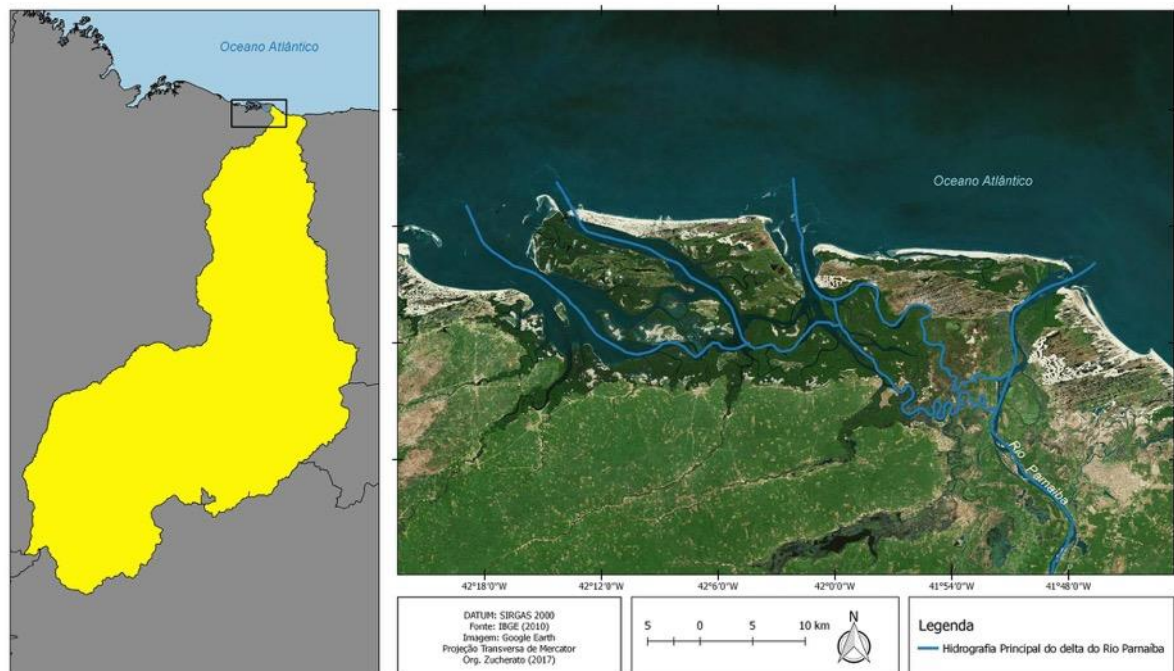 Oceano Atlântico
Oceano Atlântico
Rio Parnaíba
42°18'0"W
42°12'0"W
42°6'0"W
42°0'0"W
41°54'0"W
41°48'0"W
DATUM: SIRGAS 2000
Fonte: IBGE (2010)
Imagem: Google Earth
Projeção Transversa de Mercator
Org. Zucherato (2017)
5 0 5 10 km
N
Legenda
Hidrografia Principal do delta do Rio Parnaíba